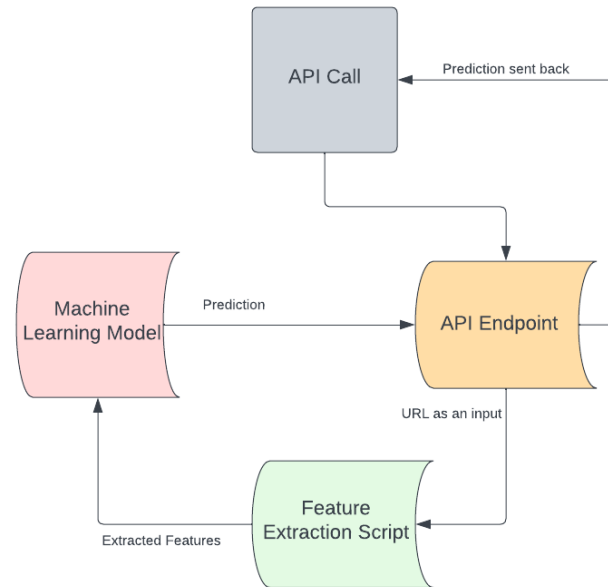 Prediction sent back
API Call
Machine
Learning Model
Prediction
API Endpoint
URL as an input
Feature
Extraction Script
Extracted Features